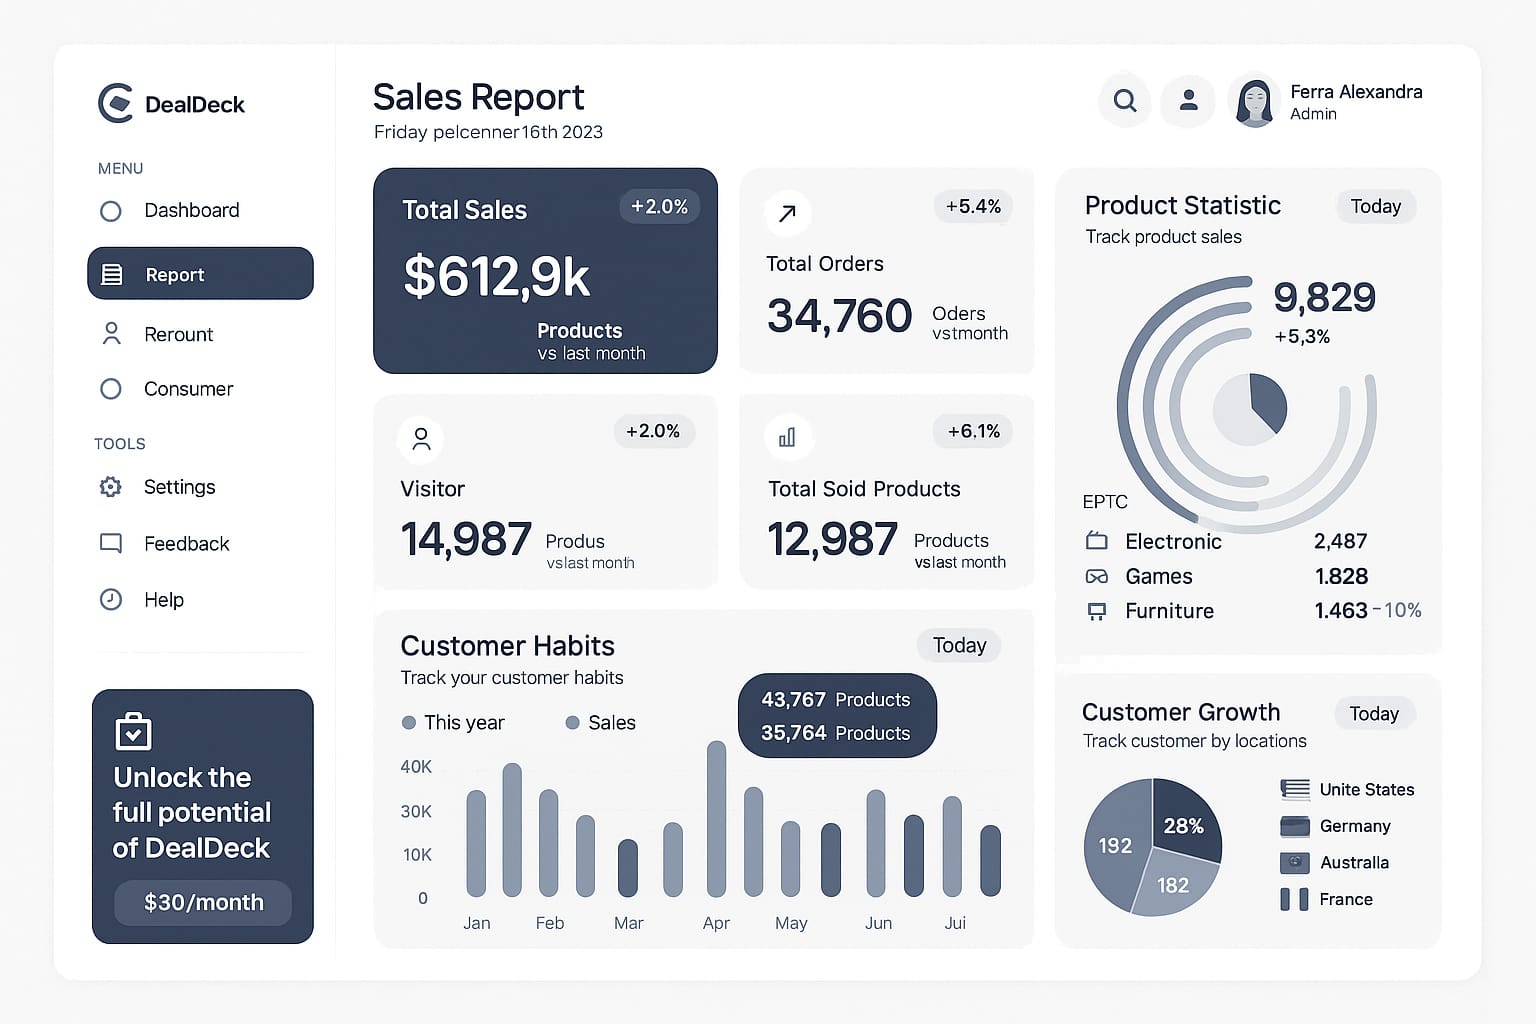 DealDeck
MENU
Dashboard
Report
Rerount
Consumer
TOOLS
Settings
Feedback
Help
Unlock the
full potential
of DealDeck
$30/month
Sales Report
Friday pelcenner16th 2023
Ferra Alexandra
Admin
Total Sales
+2.0%
$612,9k
Products
vs last month
+5.4%
Total Orders
34,760
Oders
vstmonth
+2.0%
Visitor
14,987
Produs
vslast month
+6.1%
Total Soid Products
12,987
Products
vslast month
Customer Habits
Today
Track your customer habits
This year
Sales
43,767 Products
35,764 Products
40K
30K
10K
0
Jan Feb Mar Apr May Jun Jui
Product Statistic
Today
Track product sales
9,829
+5,3%
EPTC
Electronic 2,487
Games 1.828
Furniture 1.463 -10%
Customer Growth
Today
Track customer by locations
192
28%
182
Unite States
Germany
Australla
France